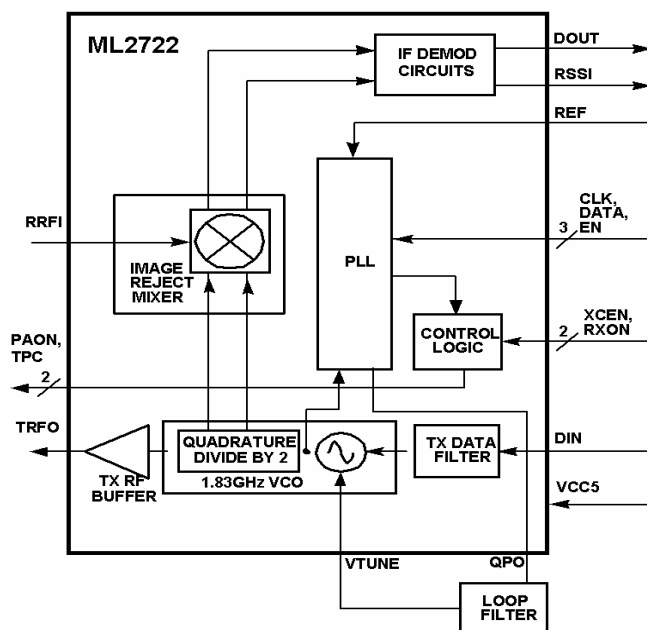 ML2722
IF DEMOD
CIRCUITS
DOUT
RSSI
REF
RRFI
IMAGE
REJECT
MIXER
PLL
CLK,
DATA,
EN
3
PAON,
TPC
2
CONTROL
LOGIC
XCEN,
RXON
2
TRFO
TX RF
BUFFER
QUADRATURE
DIVIDE BY 2
1.83GHz VCO
TX DATA
FILTER
DIN
VCC5
VTUNE
QPO
LOOP
FILTER